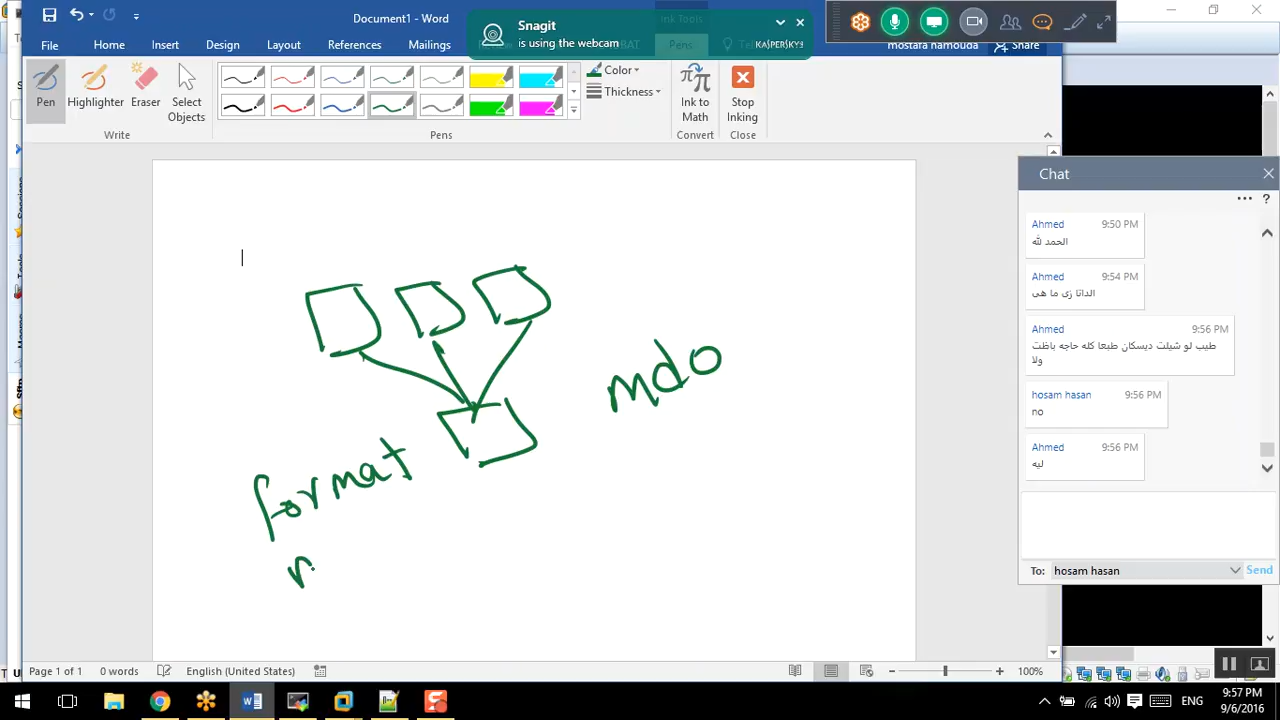 Document1 - Word
Ink Tools
Snagit
is using the webcam
KASPERSKY
File
Home
Insert
Design
Layout
References
Mailings
Pens
mostafa hamouda
Share
Pen
Highlighter
Eraser
Select
Objects
Write
Pens
Color
Thickness
Ink to
Math
Convert
Stop
Inking
Close
mdo
format
r
Chat
Ahmed 9:50 PM
الحمد لله
Ahmed 9:54 PM
الداتا زى ما هى
Ahmed 9:56 PM
طيب لو شيلت ديسكان طبعا كله حاجه باظت
ولا
hosam hasan 9:56 PM
no
Ahmed 9:56 PM
ليه
To: hosam hasan Send
Page 1 of 1 0 words English (United States) 100%
ENG
9:57 PM
9/6/2016